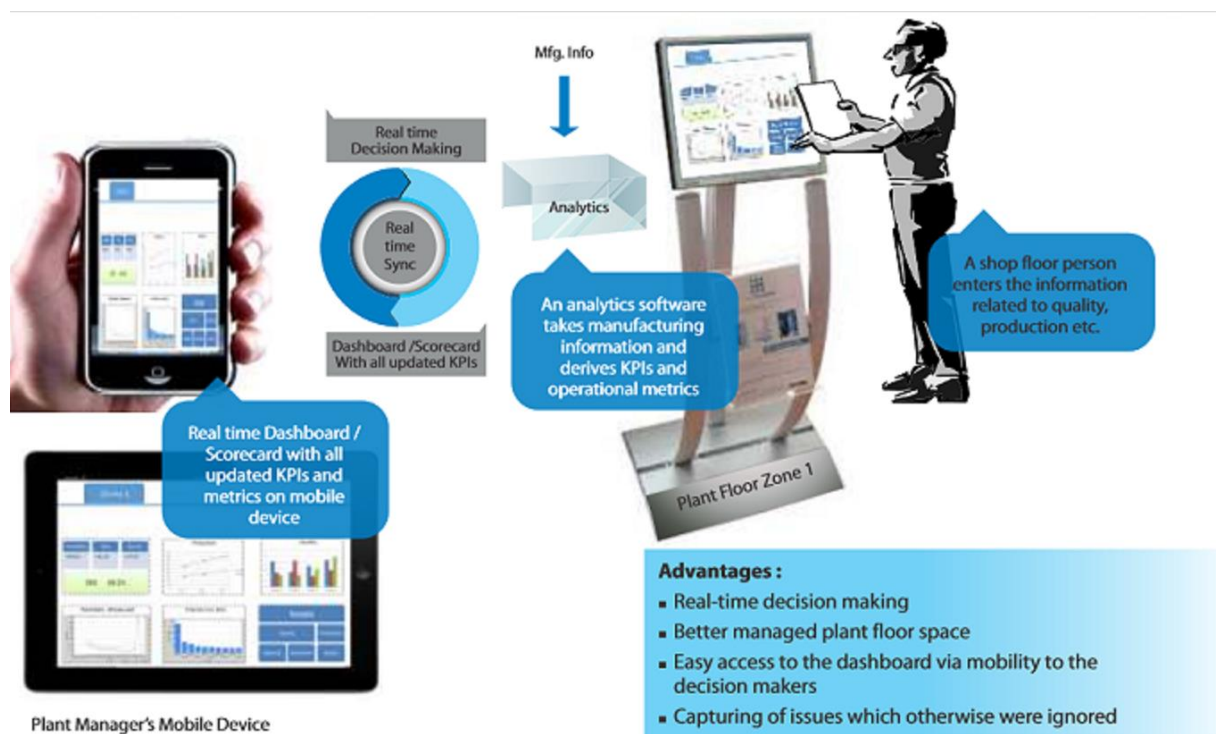 Mfg. Info
Real time
Decision Making
Analytics
Real
time
Sync
Dashboard /Scorecard
With all updated KPIs
An analytics software
takes manufacturing
information and
derives KPIs and
operational metrics
A shop floor person
enters the information
related to quality,
production etc.
Real time Dashboard /
Scorecard with all
updated KPIs and
metrics on mobile
device
Plant Floor Zone 1
Plant Manager's Mobile Device
Advantages :
▪ Real-time decision making
▪ Better managed plant floor space
▪ Easy access to the dashboard via mobility to the
decision makers
▪ Capturing of issues which otherwise were ignored